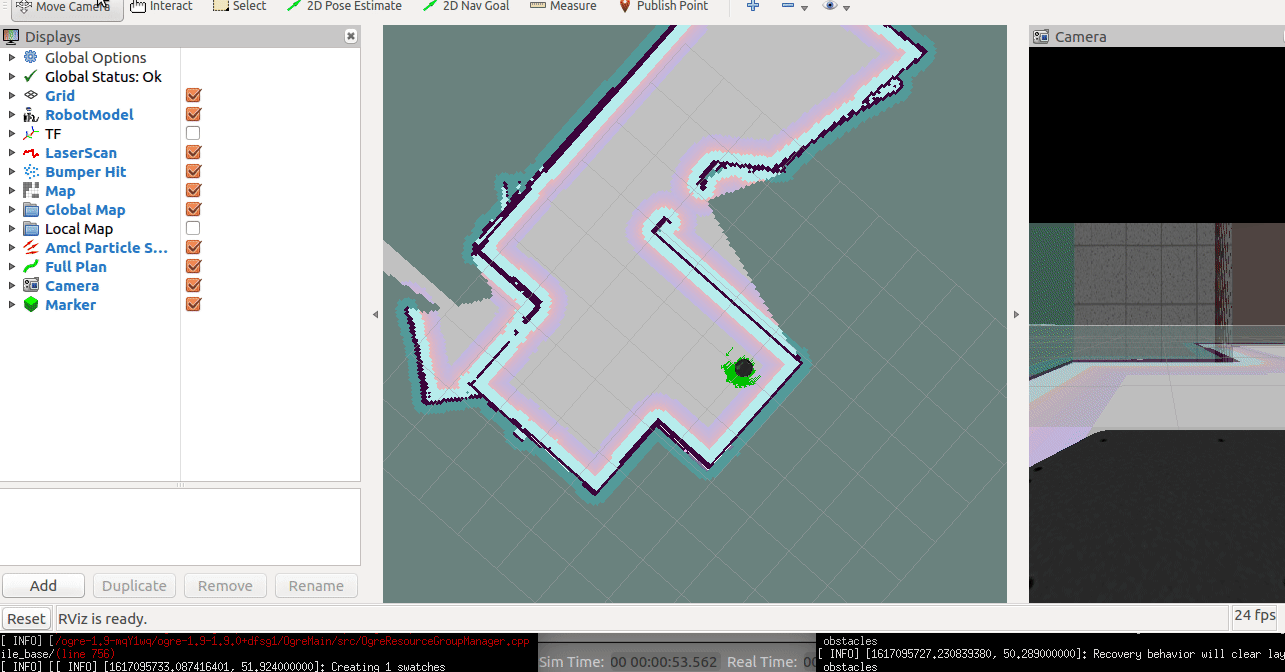 Move Camera
Interact
Select
2D Pose Estimate
2D Nav Goal
Measure
Publish Point
Displays
Global Options
Global Status: Ok
Grid
RobotModel
TF
LaserScan
Bumper Hit
Map
Global Map
Local Map
Amcl Particle S...
Full Plan
Camera
Marker
Add
Duplicate
Remove
Rename
Camera
Reset
RViz is ready.
24 fps
[ INFO] [/ogre-1.9-mqY1wq/ogre-1.9-1.9.0+dfsg1/OgreMain/src/OgreResourceGroupManager.cpp
ile_base/(line 756)
[ INFO] [[ INFO] [1617095733.087416401, 51.924000000]: Creating 1 swatches
Sim Time: 00 00:00:53.562 Real Time:
obstacles
[ INFO] [1617095727.230839380, 50.289000000]: Recovery behavior will clear
obstacles